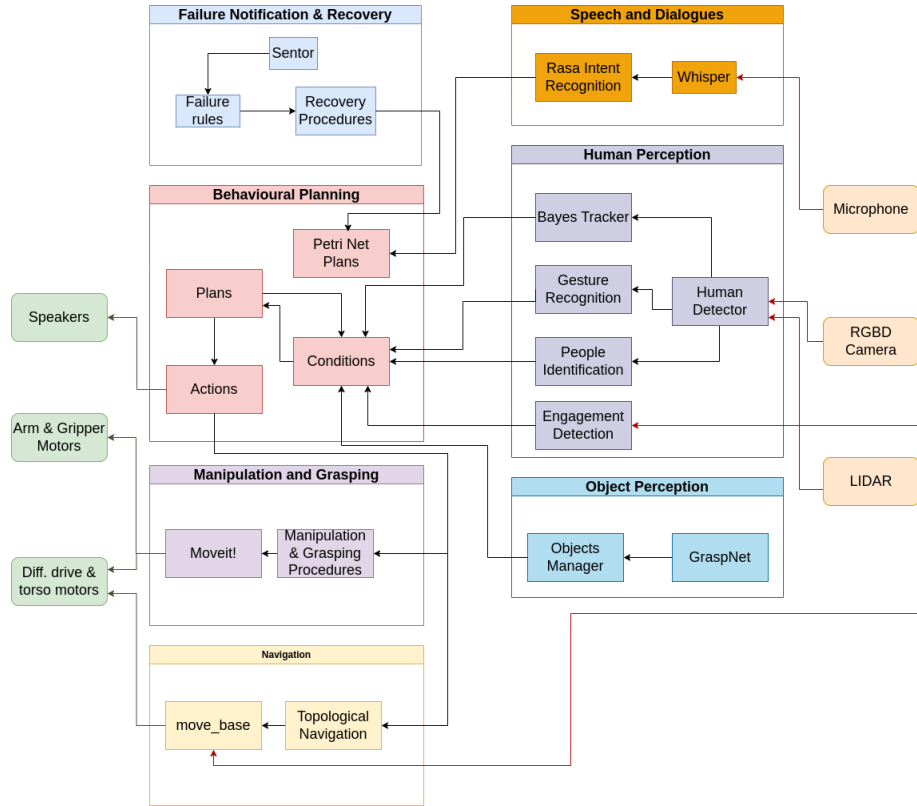 Failure Notification & Recovery
Sentor
Failure
rules
Recovery
Procedures
Speech and Dialogues
Rasa Intent
Recognition
Whisper
Human Perception
Bayes Tracker
Gesture
Recognition
Human
Detector
People
Identification
Engagement
Detection
Microphone
RGBD
Camera
LIDAR
Behavioural Planning
Petri Net
Plans
Plans
Conditions
Actions
Speakers
Arm & Gripper
Motors
Diff. drive &
torso motors
Manipulation and Grasping
Moveit!
Manipulation
& Grasping
Procedures
Object Perception
Objects
Manager
GraspNet
Navigation
move_base
Topological
Navigation